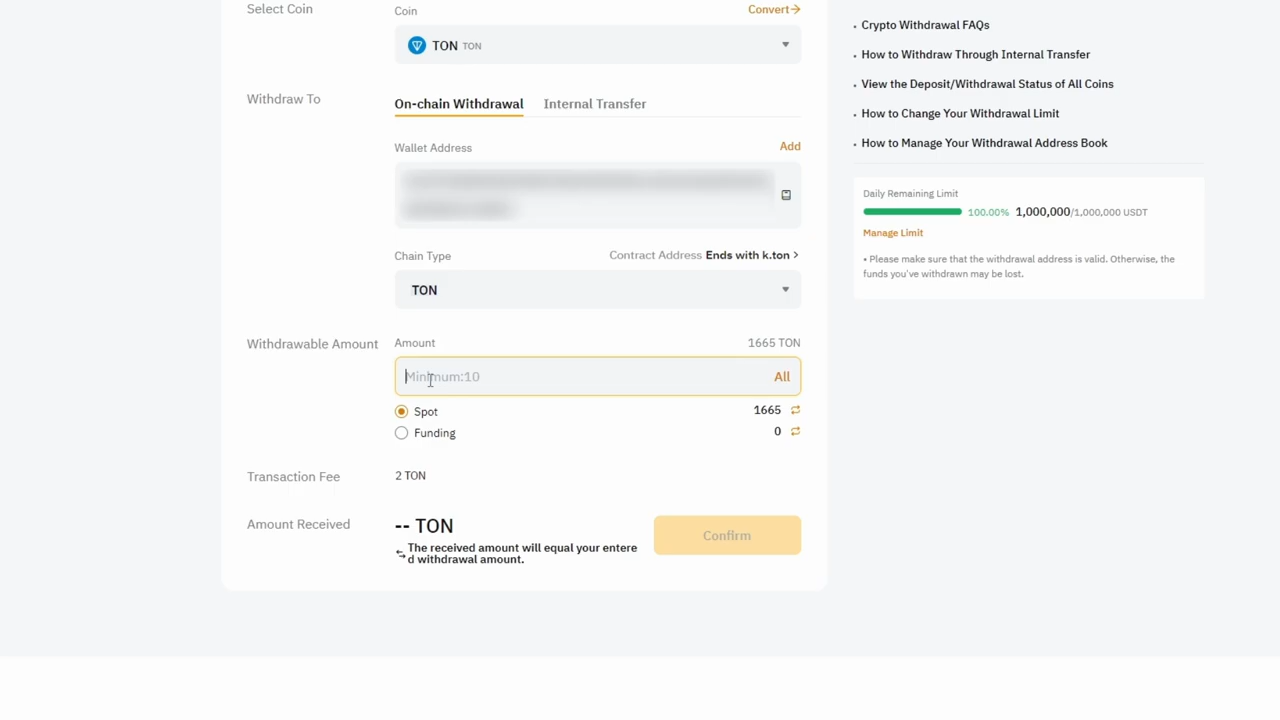 Select Coin
Coin
Convert→
TON TON
Withdraw To
On-chain Withdrawal
Internal Transfer
Wallet Address
Add
Chain Type
Contract Address Ends with k.ton >
TON
Withdrawable Amount
Amount
1665 TON
Minimum:10
All
Spot
1665
Funding
0
Transaction Fee
2 TON
Amount Received
-- TON
The received amount will equal your entere
d withdrawal amount.
Confirm
• Crypto Withdrawal FAQs
• How to Withdraw Through Internal Transfer
• View the Deposit/Withdrawal Status of All Coins
• How to Change Your Withdrawal Limit
• How to Manage Your Withdrawal Address Book
Daily Remaining Limit
100.00% 1,000,000/1,000,000 USDT
Manage Limit
• Please make sure that the withdrawal address is valid. Otherwise, the
funds you've withdrawn may be lost.